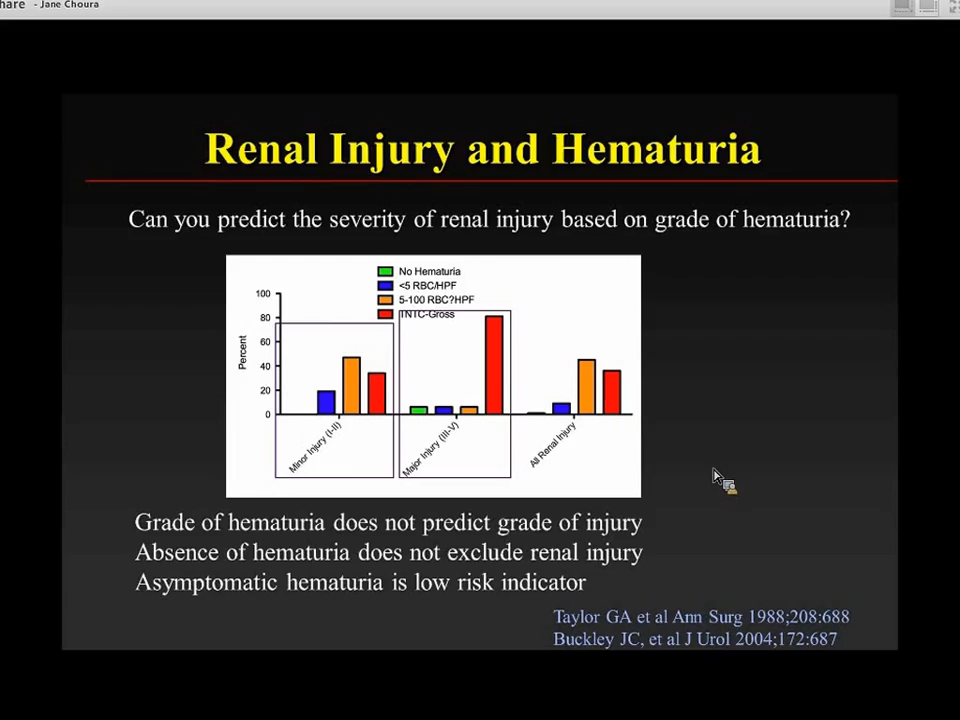 hare - Jane Choura
Renal Injury and Hematuria
Can you predict the severity of renal injury based on grade of hematuria?
No Hematuria
<5 RBC/HPF
5-100 RBC?HPF
TNTC-Gross
100
80
60
40
20
0
Percent
Minor Injury (I-II)
Major Injury (III-V)
All Renal Injury
Grade of hematuria does not predict grade of injury
Absence of hematuria does not exclude renal injury
Asymptomatic hematuria is low risk indicator
Taylor GA et al Ann Surg 1988;208:688
Buckley JC, et al J Urol 2004;172:687